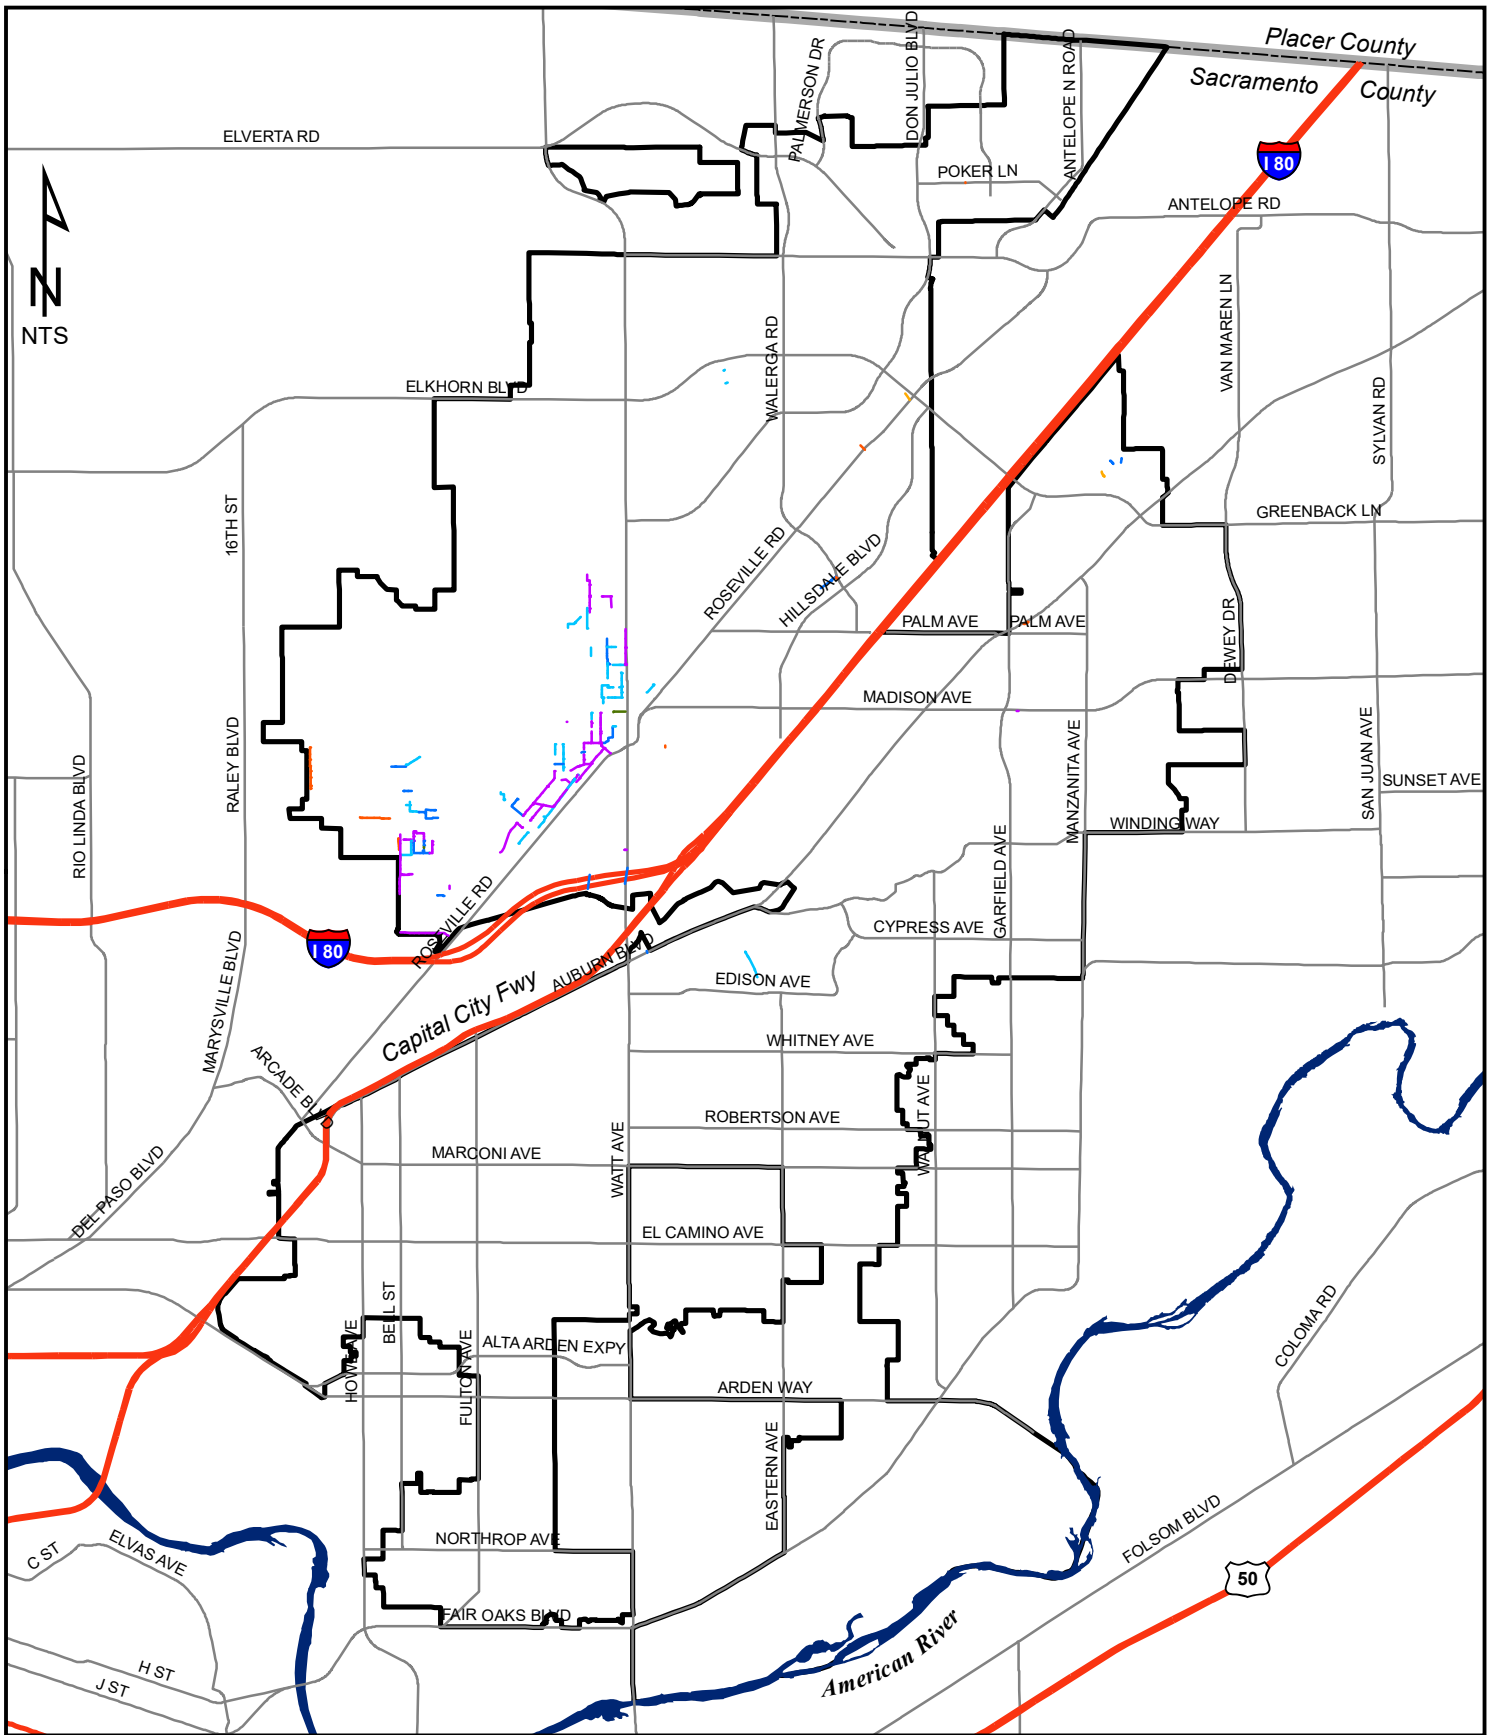 Placer County
Sacramento
County
PALMERSON DR
DON JULIO BLVD
ANTELOPE N ROAD
ELVERTA RD
I 80
POKER LN
ANTELOPE RD
N
NTS
WALERGA RD
VAN MAREN LN
ELKHORN BLVD
SYLVAN RD
16TH ST
GREENBACK LN
ROSEVILLE RD
HILLSDALE BLVD
PALM AVE
PALM AVE
DEWEY DR
MADISON AVE
RALEY BLVD
RIO LINDA BLVD
MANZANITA AVE
SAN JUAN AVE
SUNSET AVE
WINDING WAY
GARFIELD AVE
ROSEVILLE RD
CYPRESS AVE
I 80
AUBURN BLVD
EDISON AVE
MARYSVILLE BLVD
Capital City Fwy
WHITNEY AVE
ARCADE BLVD
ROBERTSON AVE
WALNUT AVE
MARCONI AVE
WATT AVE
DEL PASO BLVD
EL CAMINO AVE
BELL ST
HOWE AVE
FULTON AVE
ALTA ARDEN EXPY
COLOMA RD
ARDEN WAY
EASTERN AVE
C ST
ELVAS AVE
NORTHROP AVE
FOLSOM BLVD
50
FAIR OAKS BLVD
American River
H ST
J ST